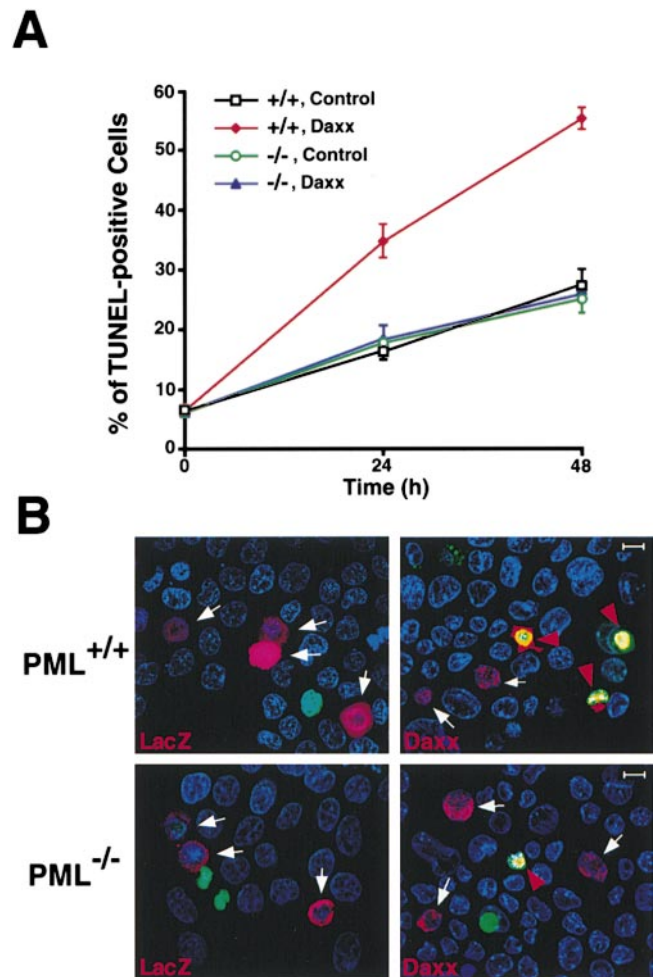 A
% of TUNEL-positive Cells
60
50
40
30
20
10
0
+/+, Control
+/+, Daxx
-/-, Control
-/-, Daxx
0
24
48
Time (h)
B
PML+/+
LacZ
Daxx
PML-/-
LacZ
Daxx